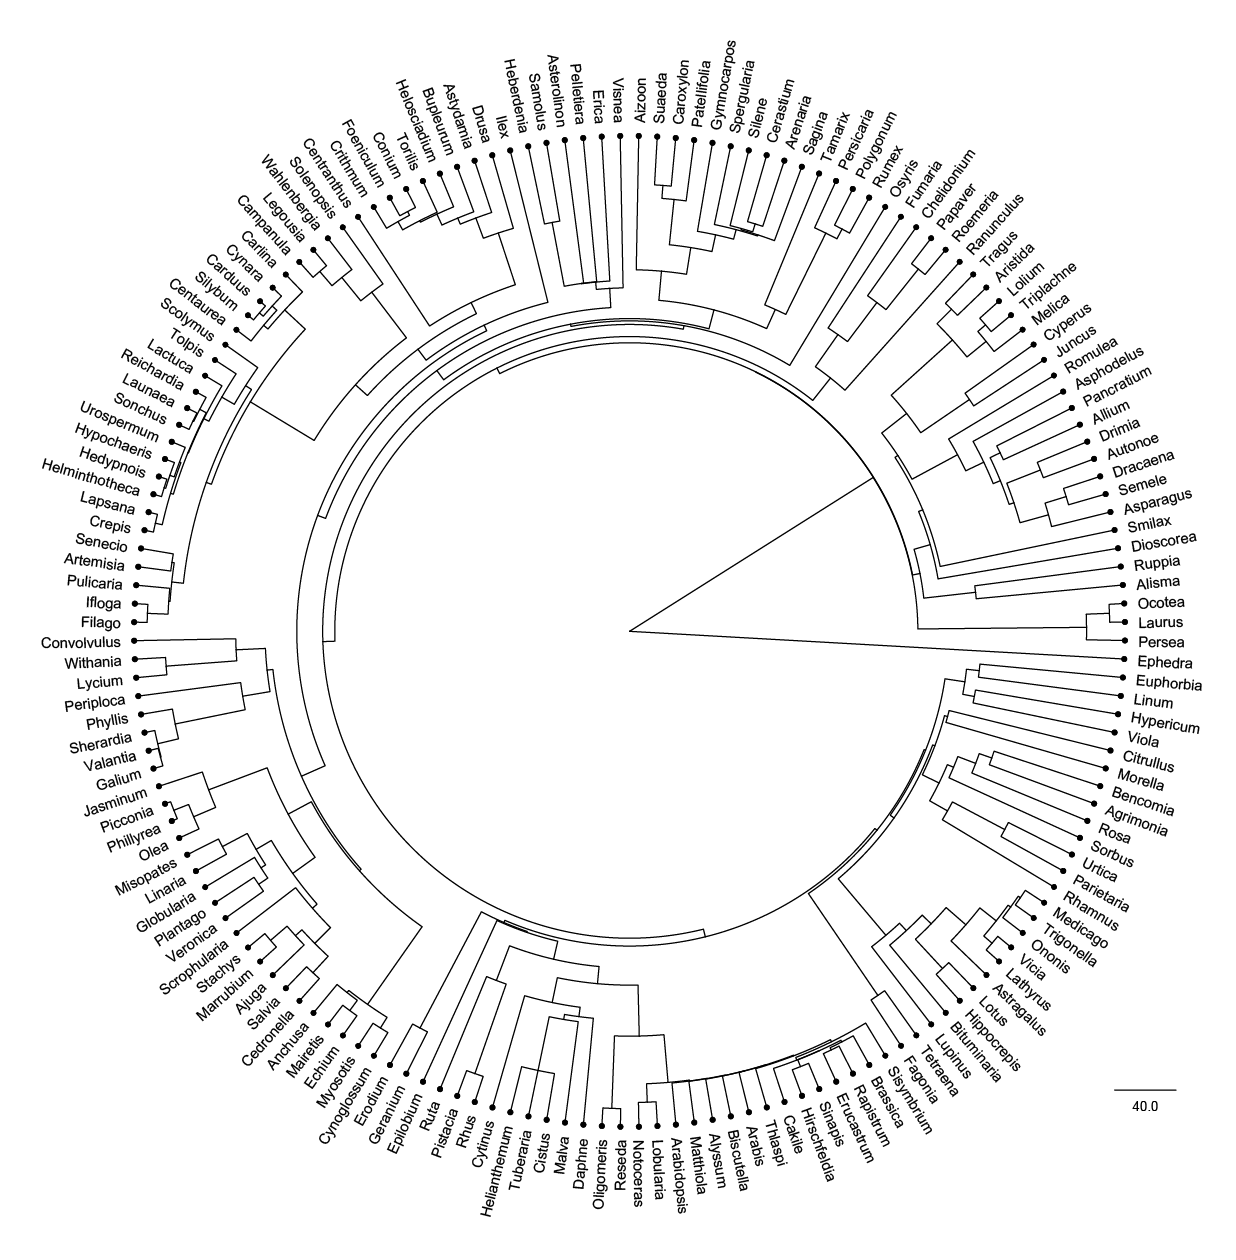 Aizoon
Suaeda
Caroxylon
Patellifolia
Gymnocarpos
Spergularia
Silene
Cerastium
Arenaria
Sagina
Tamarix
Persicaria
Polygonum
Rumex
Osyris
Fumaria
Chelidonium
Papaver
Roemeria
Ranunculus
Tragus
Aristida
Lolium
Triplachne
Melica
Cyperus
Juncus
Romulea
Asphodelus
Pancratium
Allium
Drimia
Autonoe
Dracaena
Semele
Asparagus
Smilax
Dioscorea
Ruppia
Alisma
Ocotea
Laurus
Persea
Ephedra
Euphorbia
Linum
Hypericum
Viola
Citrullus
Morella
Bencomia
Agrimonia
Rosa
Sorbus
Urtica
Parietaria
Rhamnus
Medicago
Trigonella
Ononis
Vicia
Lathyrus
Astragalus
Lotus
Hippocrepis
Bituminaria
Lupinus
Tetraena
Fagonia
Sisymbrium
Brassica
Rapistrum
Erucastrum
Sinapis
Hirschfeldia
Cakile
Thlaspi
Arabis
Biscutella
Alyssum
Matthiola
Arabidopsis
Lobularia
Notoceras
Reseda
Oligomeris
Daphne
Malva
Cistus
Tuberaria
Helianthemum
Cytinus
Rhus
Pistacia
Ruta
Epilobium
Geranium
Erodium
Cynoglossum
Myosotis
Echium
Mairetis
Anchusa
Cedronella
Salvia
Ajuga
Marrubium
Stachys
Scrophularia
Veronica
Plantago
Globularia
Linaria
Misopates
Olea
Phillyrea
Picconia
Jasminum
Galium
Valantia
Sherardia
Phyllis
Periploca
Lycium
Withania
Convolvulus
Filago
Ifloga
Pulicaria
Artemisia
Senecio
Crepis
Lapsana
Helminthotheca
Hedypnois
Hypochaeris
Urospermum
Sonchus
Launaea
Reichardia
Lactuca
Tolpis
Scolymus
Centaurea
Silybum
Carduus
Cynara
Carlina
Campanula
Legousia
Wahlenbergia
Solenopsis
Centranthus
Crithmum
Foeniculum
Conium
Torilis
Helosciadium
Bupleurum
Astydamia
Drusa
Ilex
Heberdenia
Samolus
Asterolinon
Pelletiera
Erica
Visnea
40.0